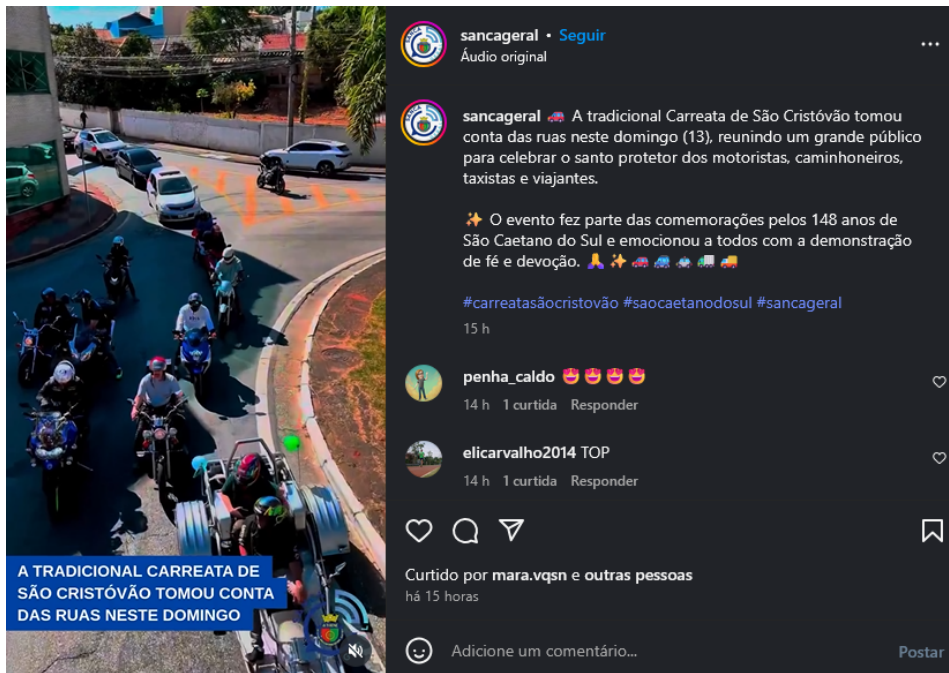 sancageral • Seguir
Áudio original
sancageral 🚗 A tradicional Carreata de São Cristóvão tomou
conta das ruas neste domingo (13), reunindo um grande público
para celebrar o santo protetor dos motoristas, caminhoneiros,
taxistas e viajantes.
✨ O evento fez parte das comemorações pelos 148 anos de
São Caetano do Sul e emocionou a todos com a demonstração
de fé e devoção. 🙏 ✨ 🚗 🚙 🏍️ 🚛 🚚
#carreatasãocristovão #saocaetanodosul #sancageral
15 h
penha_caldo 🤩 🤩 🤩 🤩
14 h 1 curtida Responder
elicarvalho2014 TOP
14 h 1 curtida Responder
Curtido por mara.vqsn e outras pessoas
há 15 horas
Adicione um comentário...
Postar
A TRADICIONAL CARREATA DE
SÃO CRISTÓVÃO TOMOU CONTA
DAS RUAS NESTE DOMINGO